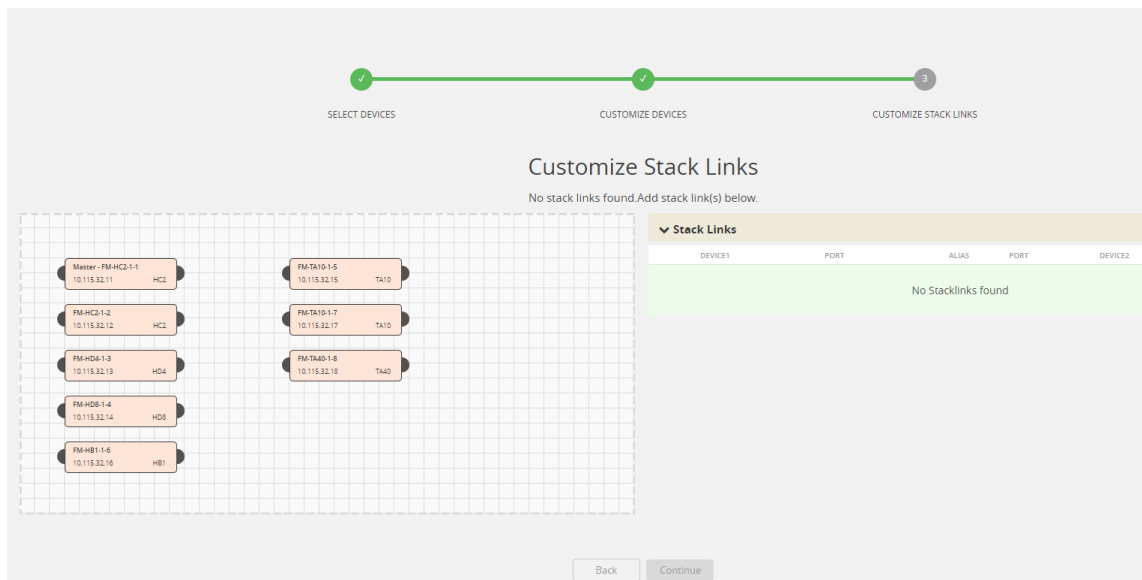 ✓ ✓ 3
SELECT DEVICES CUSTOMIZE DEVICES CUSTOMIZE STACK LINKS
Customize Stack Links
No stack links found.Add stack link(s) below.
Master - FM-HC2-1-1
10.115.32.11 HC2
FM-HC2-1-2
10.115.32.12 HC2
FM-HD4-1-3
10.115.32.13 HD4
FM-HD8-1-4
10.115.32.14 HD8
FM-HB1-1-6
10.115.32.16 HB1
FM-TA10-1-5
10.115.32.15 TA10
FM-TA10-1-7
10.115.32.17 TA10
FM-TA40-1-8
10.115.32.18 TA40
Stack Links
DEVICE1 PORT ALIAS PORT DEVICE2
No Stacklinks found
Back Continue